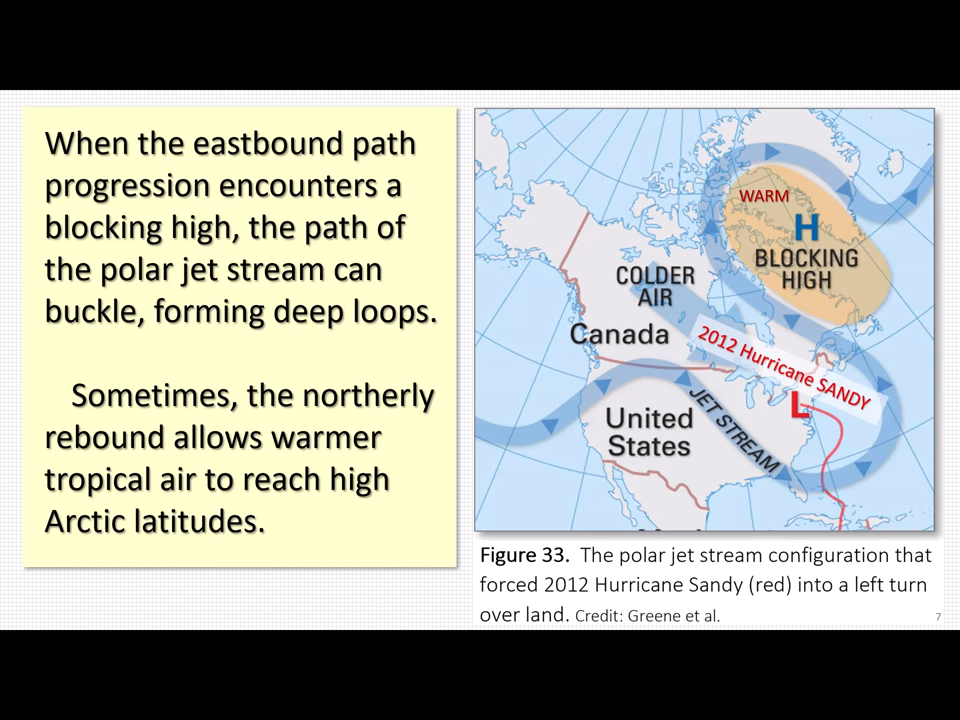 When the eastbound path
progression encounters a
blocking high, the path of
the polar jet stream can
buckle, forming deep loops.
Sometimes, the northerly
rebound allows warmer
tropical air to reach high
Arctic latitudes.
WARM
H
BLOCKING
HIGH
COLDER
AIR
Canada
2012 Hurricane SANDY
L
JET STREAM
United
States
Figure 33. The polar jet stream configuration that
forced 2012 Hurricane Sandy (red) into a left turn
over land. Credit: Greene et al.
7